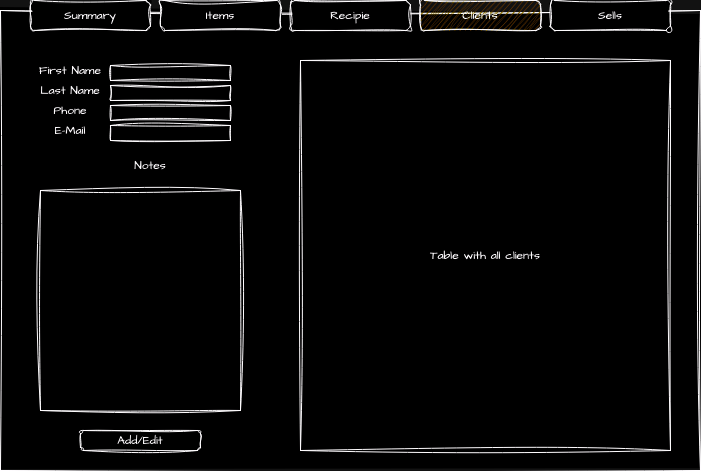 Summary
Items
Recipie
Clients
Sells
First Name
Last Name
Phone
E-Mail
Notes
Table with all clients
Add/Edit